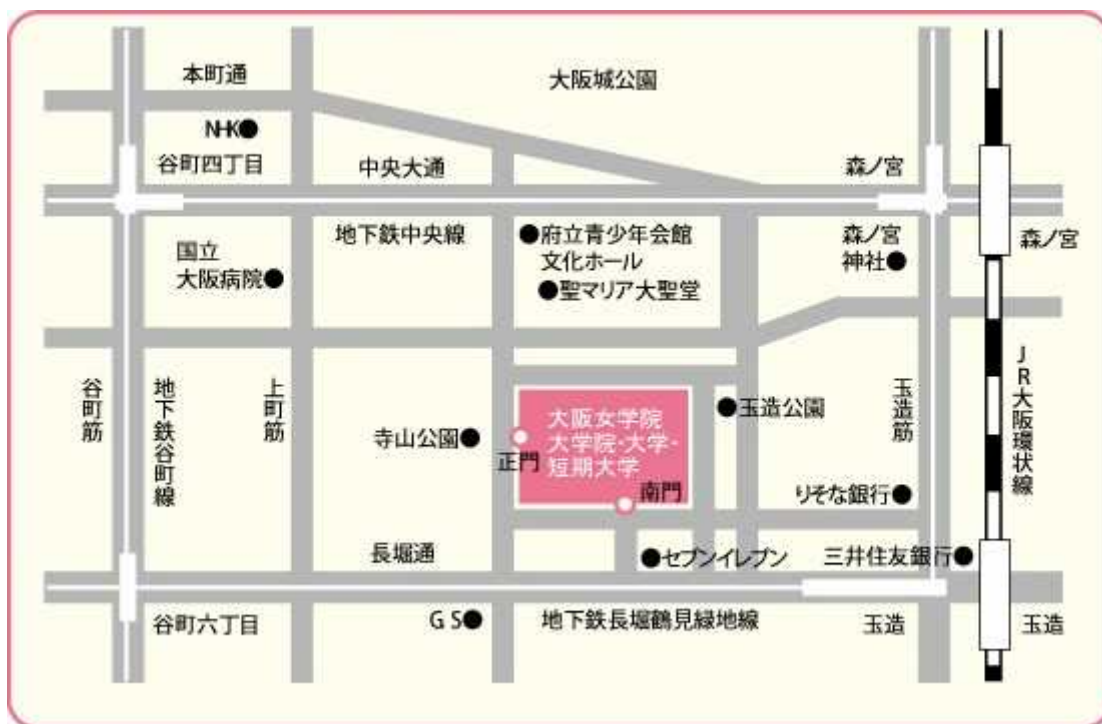 本町通
大阪城公園
NHK
谷町四丁目
中央大通
森ノ宮
地下鉄中央線
府立青少年会館
文化ホール
聖マリア大聖堂
森ノ宮
神社
森ノ宮
国立
大阪病院
谷町筋
地下鉄谷町線
上町筋
寺山公園
正門
大阪女学院
大学院・大学・
短期大学
南門
玉造公園
玉造筋
JR大阪環状線
りそな銀行
長堀通
セブンイレブン
三井住友銀行
谷町六丁目
GS
地下鉄長堀鶴見緑地線
玉造
玉造